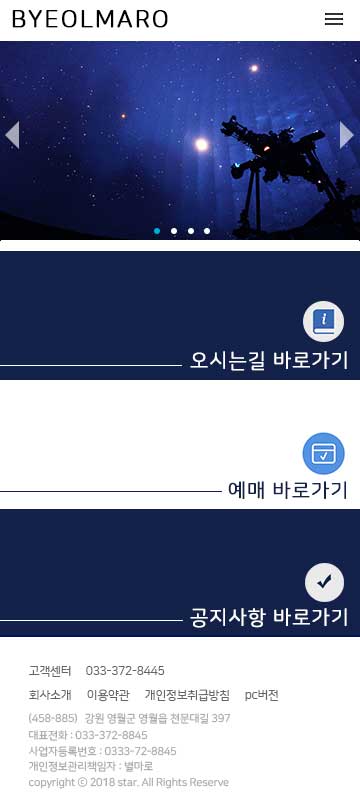 BYEOLMARO
i
오시는길 바로가기
예매 바로가기
공지사항 바로가기
고객센터 033-372-8445
회사소개 이용약관 개인정보취급방침 pc버전
(458-885) 강원 영월군 영월읍 천문대길 397
대표전화 : 033-372-8845
사업자등록번호 : 0333-72-8845
개인정보관리책임자 : 별마로
copyright ⓒ 2018 star. All Rights Reserve